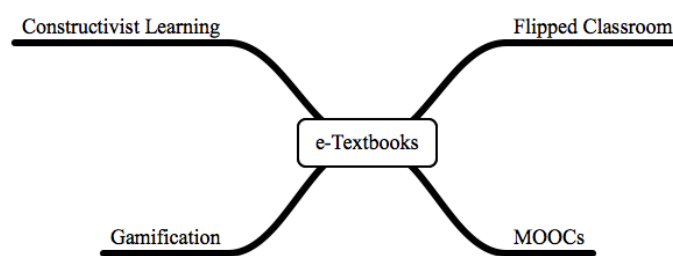 Constructivist Learning
Flipped Classroom
e-Textbooks
Gamification
MOOCs